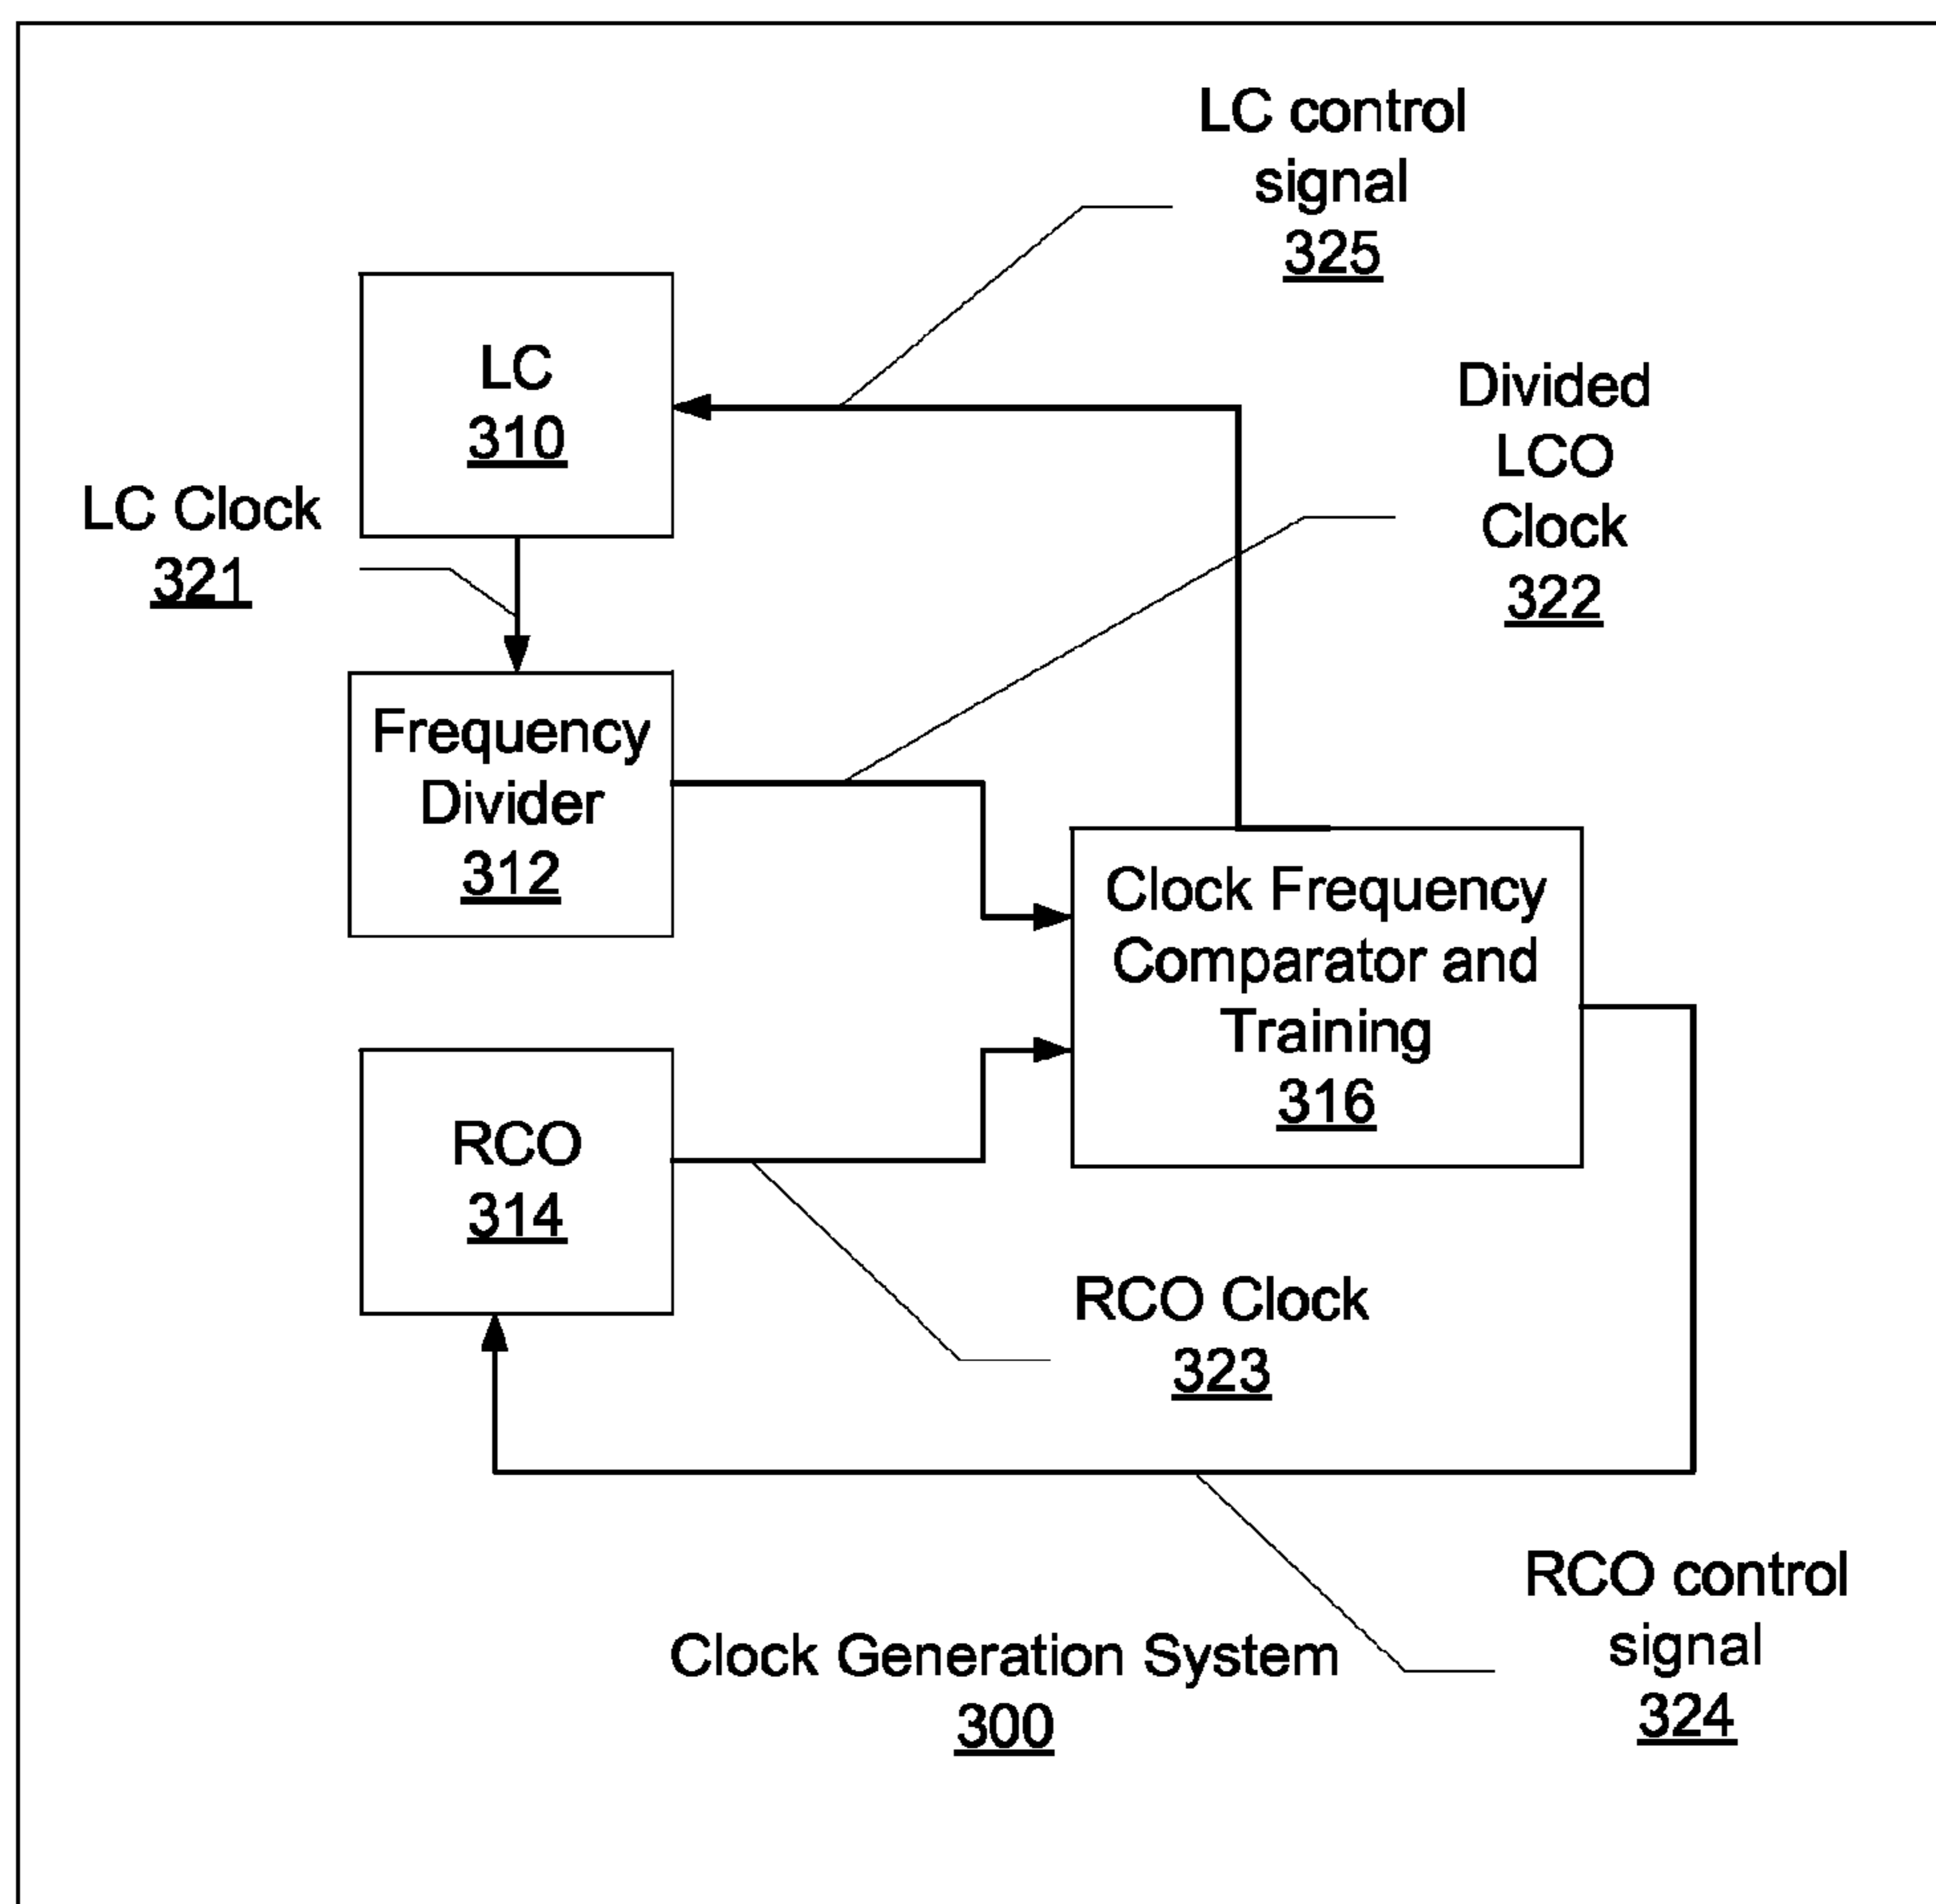 LC control
signal
325
LC
310
Divided
LCO
Clock
322
LC Clock
321
Frequency
Divider
312
Clock Frequency
Comparator and
Training
316
RCO
314
RCO Clock
323
RCO control
signal
324
Clock Generation System
300